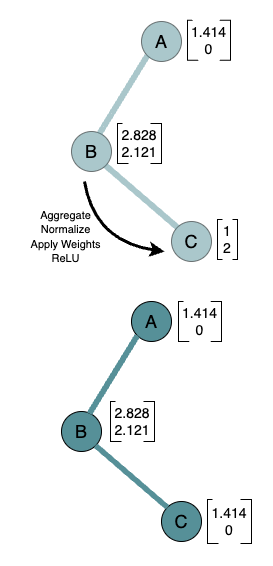 A
1.414
0
B
2.828
2.121
C
1
2
Aggregate
Normalize
Apply Weights
ReLU
A
1.414
0
B
2.828
2.121
C
1.414
0